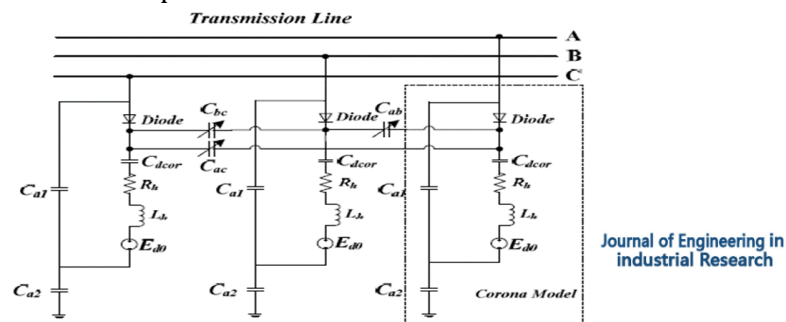 Transmission Line
A
B
C
Diode
Cbc
Diode
Cab
Diode
Cdcor
Cac
Cdcor
Cdcor
Rh
Rh
Rh
Ca1
Ca1
Ca1
Lh
Lh
Lh
Ed0
Ed0
Ed0
Journal of Engineering in
industrial Research
Ca2
Ca2
Ca2
Corona Model